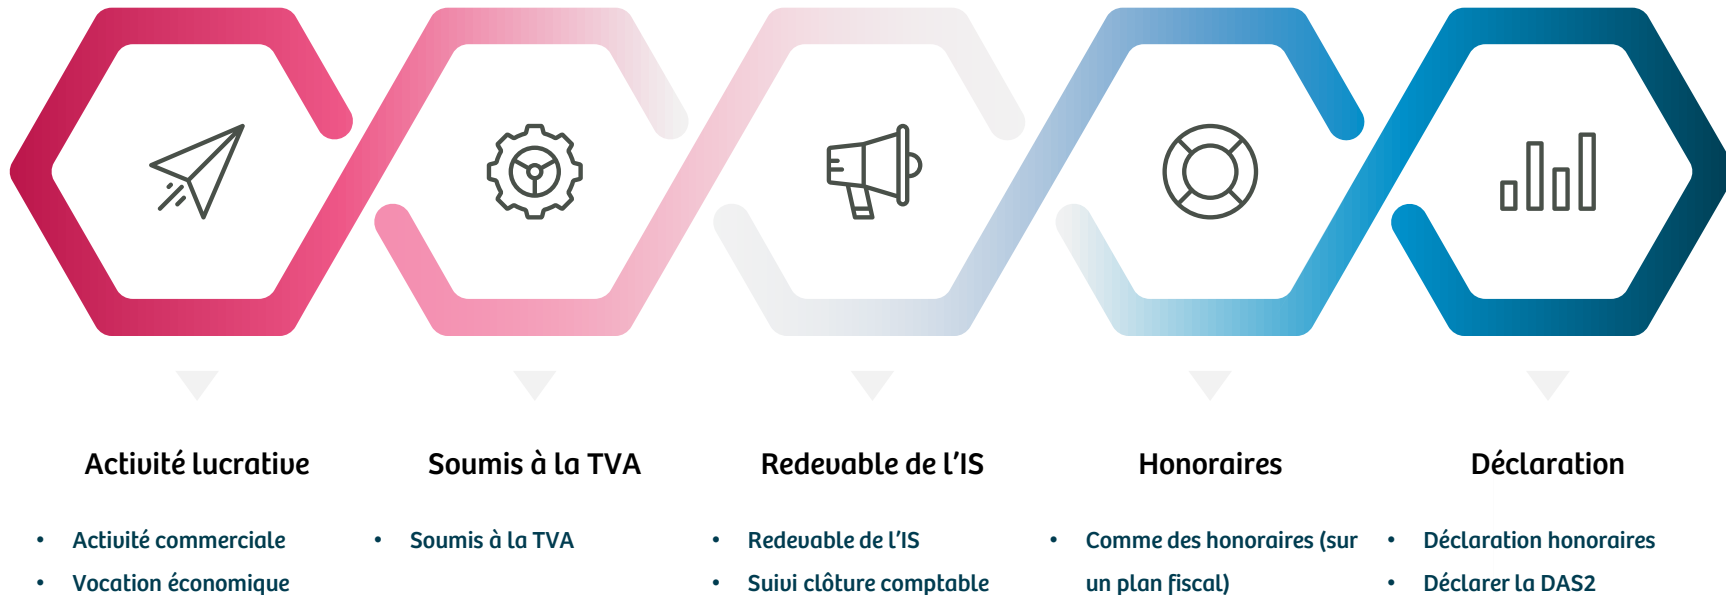 Activité lucrative
• Activité commerciale
• Vocation économique
Soumis à la TVA
• Soumis à la TVA
Redevable de l'IS
• Redevable de l'IS
• Suivi clôture comptable
Honoraires
• Comme des honoraires (sur
un plan fiscal)
Déclaration
• Déclaration honoraires
• Déclarer la DAS2